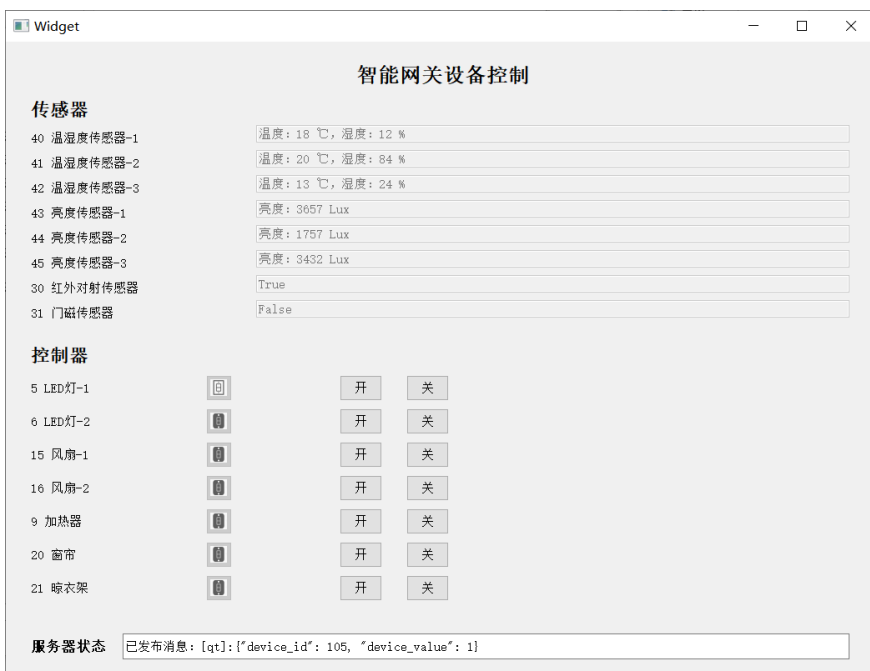 Widget
智能网关设备控制
传感器
40 温湿度传感器-1 温度: 18 ℃, 湿度: 12 %
41 温湿度传感器-2 温度: 20 ℃, 湿度: 84 %
42 温湿度传感器-3 温度: 13 ℃, 湿度: 24 %
43 亮度传感器-1 亮度: 3657 Lux
44 亮度传感器-2 亮度: 1757 Lux
45 亮度传感器-3 亮度: 3432 Lux
30 红外对射传感器 True
31 门磁传感器 False
控制器
5 LED灯-1 开 关
6 LED灯-2 开 关
15 风扇-1 开 关
16 风扇-2 开 关
9 加热器 开 关
20 窗帘 开 关
21 晾衣架 开 关
服务器状态 已发布消息: [qt]:{"device_id": 105, "device_value": 1}